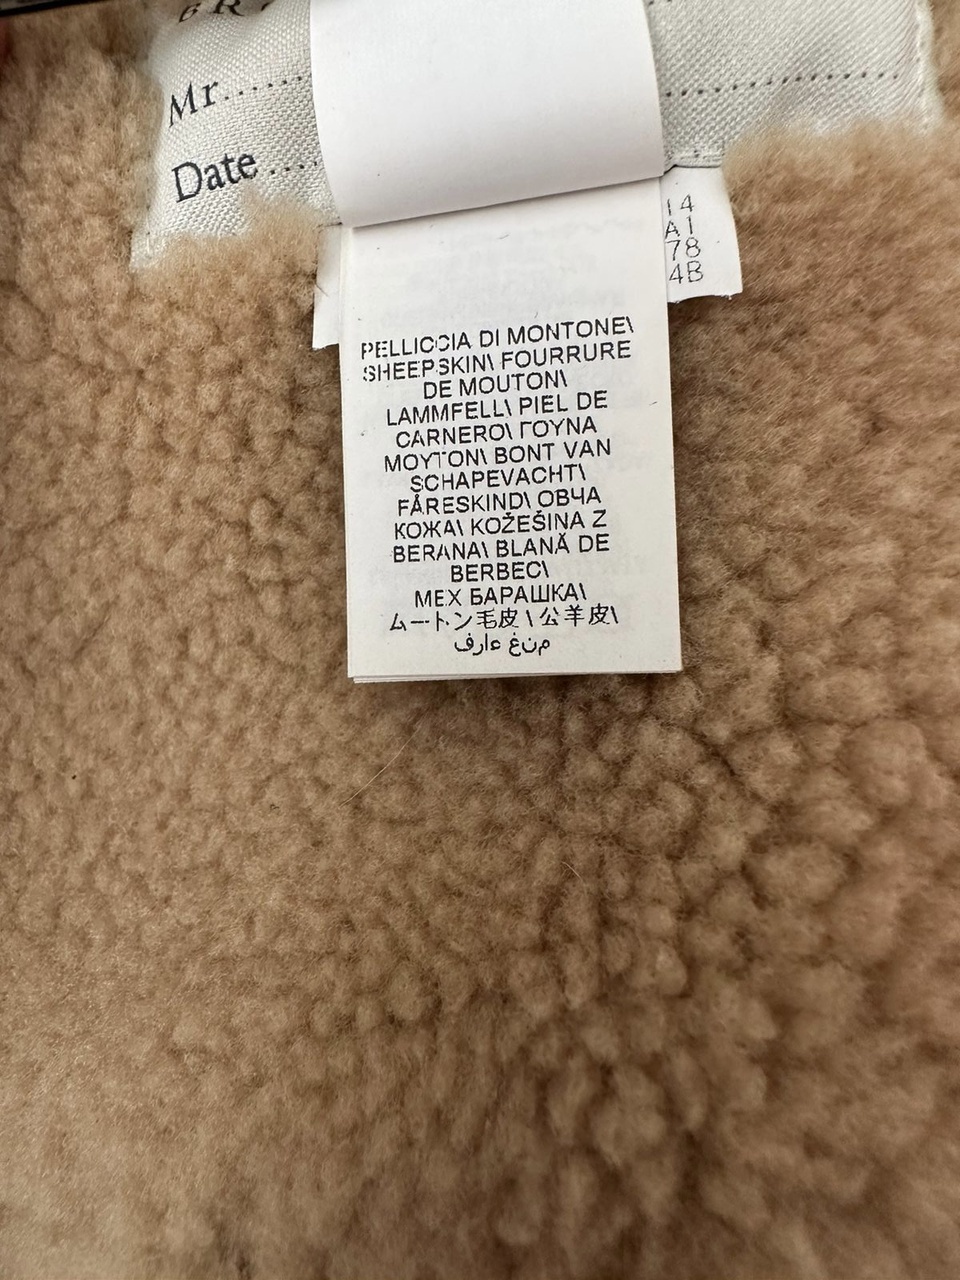 Mr
Date
14
A1
78
4B
PELLICCIA DI MONTONE\
SHEEPSKIN\ FOURRURE
DE MOUTON\
LAMMFELL\ PIEL DE
CARNERO\ ΓΟΥΝΑ
ΜΟΥΤΟΝ\ BONT VAN
SCHAPEVACHT\
FÅRESKIND\ ОВЧА
КОЖА\ KOŽEŠINA Z
BERANA\ BLANĂ DE
BERBEC\
МЕХ БАРАШКА\
ムートン毛皮\公羊皮\
فراء غنم